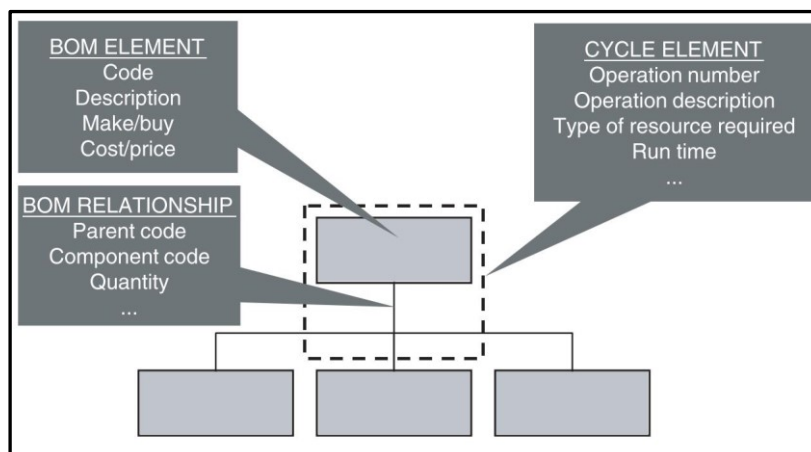 BOM ELEMENT
Code
Description
Make/buy
Cost/price
BOM RELATIONSHIP
Parent code
Component code
Quantity
...
CYCLE ELEMENT
Operation number
Operation description
Type of resource required
Run time
...